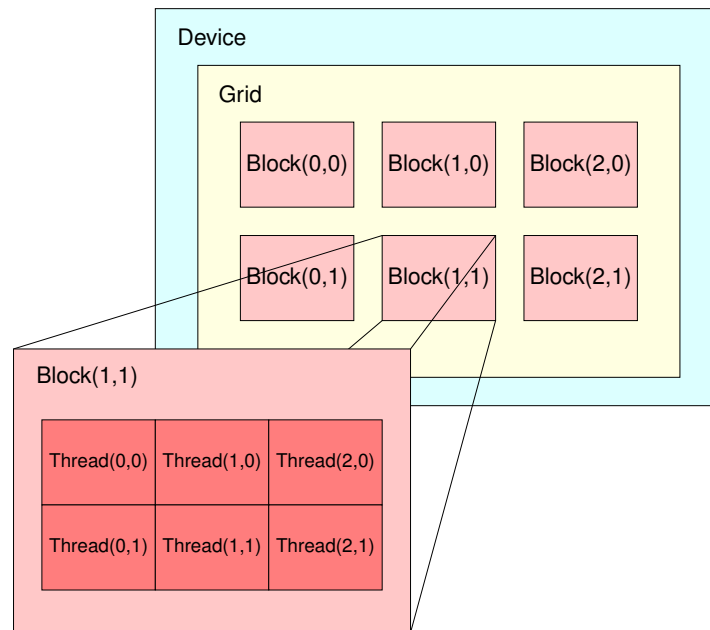 Device
Grid
Block(0,0) Block(1,0) Block(2,0)
Block(0,1) Block(1,1) Block(2,1)
Block(1,1)
Thread(0,0) Thread(1,0) Thread(2,0)
Thread(0,1) Thread(1,1) Thread(2,1)